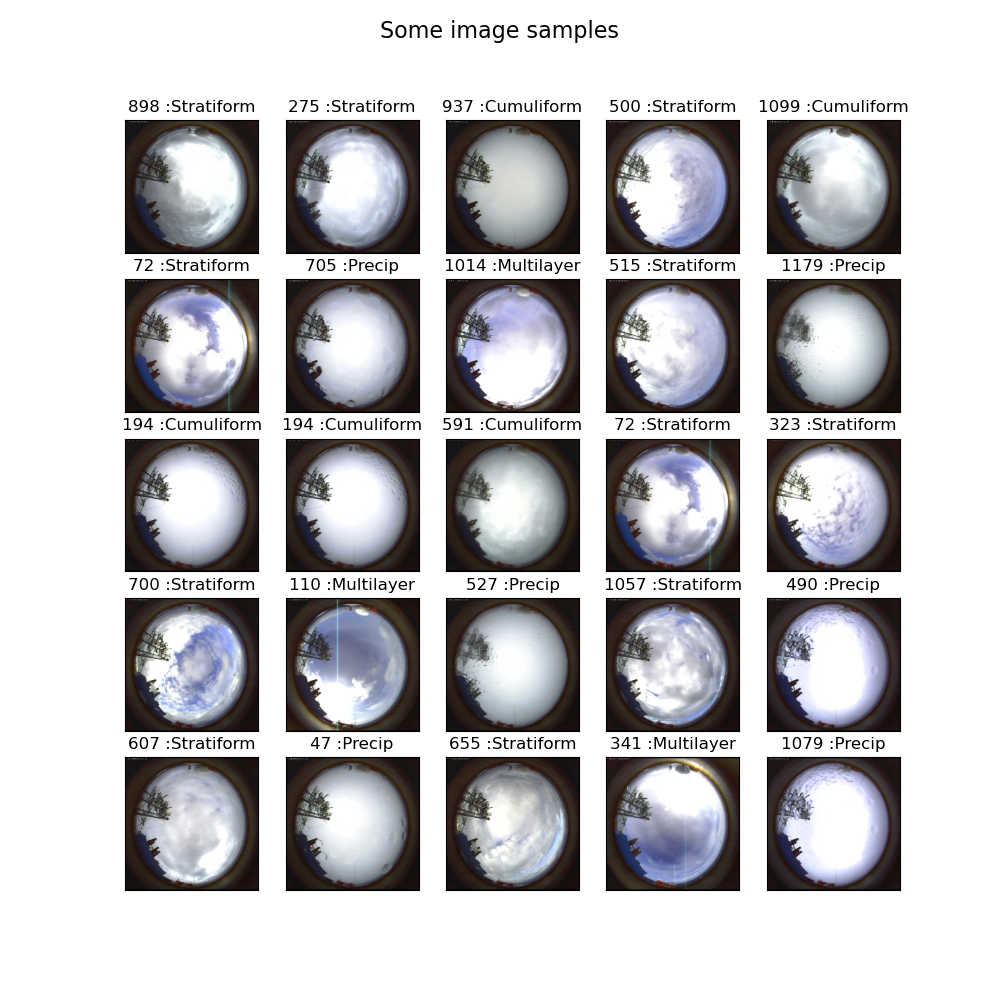 Some image samples
898 :Stratiform 275 :Stratiform 937 :Cumuliform 500 :Stratiform 1099 :Cumuliform
72 :Stratiform 705 :Precip 1014 :Multilayer 515 :Stratiform 1179 :Precip
194 :Cumuliform 194 :Cumuliform 591 :Cumuliform 72 :Stratiform 323 :Stratiform
700 :Stratiform 110 :Multilayer 527 :Precip 1057 :Stratiform 490 :Precip
607 :Stratiform 47 :Precip 655 :Stratiform 341 :Multilayer 1079 :Precip